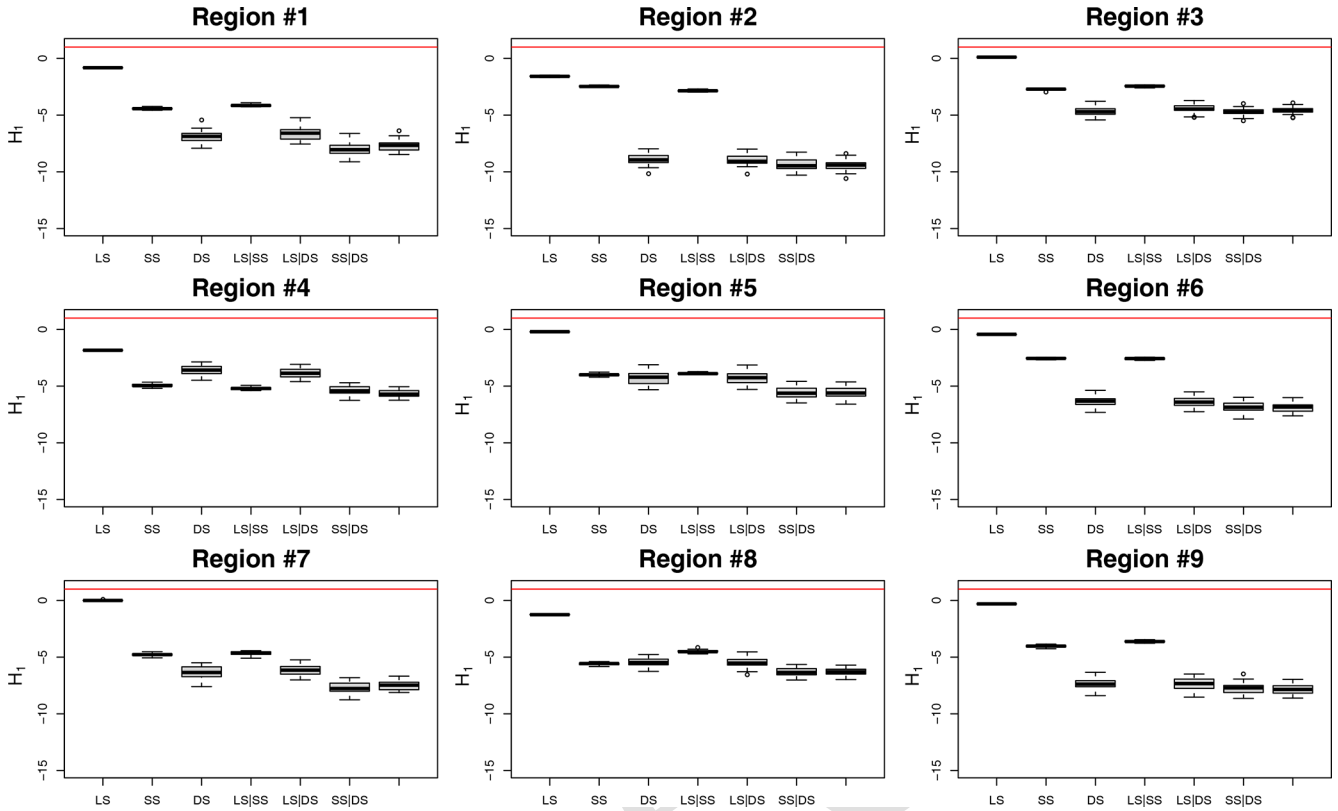 Region #1
Region #2
Region #3
H1
0
−5
−10
−15
LS SS DS LS|SS LS|DS SS|DS
H1
0
−5
−10
−15
LS SS DS LS|SS LS|DS SS|DS
H1
0
−5
−10
−15
LS SS DS LS|SS LS|DS SS|DS
Region #4
Region #5
Region #6
H1
0
−5
−10
−15
LS SS DS LS|SS LS|DS SS|DS
H1
0
−5
−10
−15
LS SS DS LS|SS LS|DS SS|DS
H1
0
−5
−10
−15
LS SS DS LS|SS LS|DS SS|DS
Region #7
Region #8
Region #9
H1
0
−5
−10
−15
LS SS DS LS|SS LS|DS SS|DS
H1
0
−5
−10
−15
LS SS DS LS|SS LS|DS SS|DS
H1
0
−5
−10
−15
LS SS DS LS|SS LS|DS SS|DS